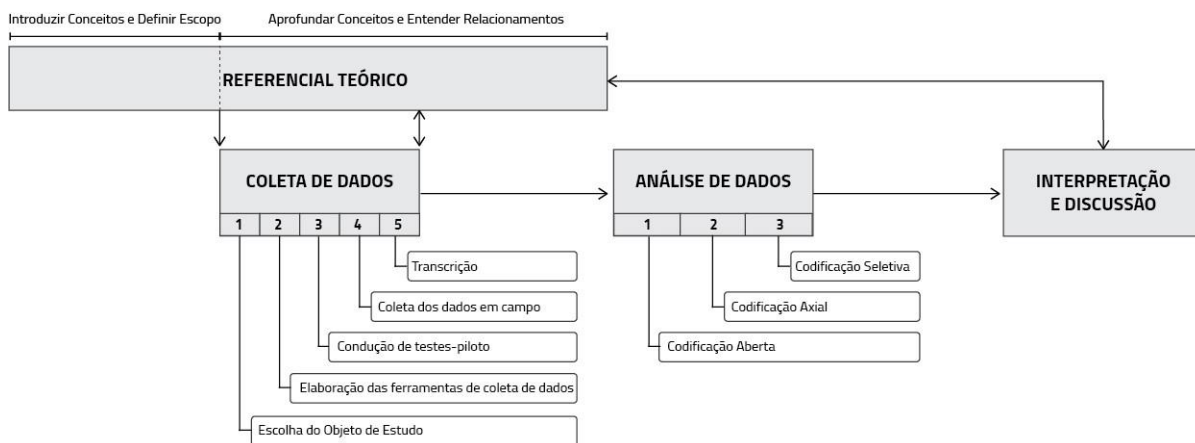 Introduzir Conceitos e Definir Escopo
Aprofundar Conceitos e Entender Relacionamentos
REFERENCIAL TEÓRICO
COLETA DE DADOS
1 2 3 4 5
Transcrição
Coleta dos dados em campo
Condução de testes-piloto
Elaboração das ferramentas de coleta de dados
Escolha do Objeto de Estudo
ANÁLISE DE DADOS
1 2 3
Codificação Seletiva
Codificação Axial
Codificação Aberta
INTERPRETAÇÃO
E DISCUSSÃO